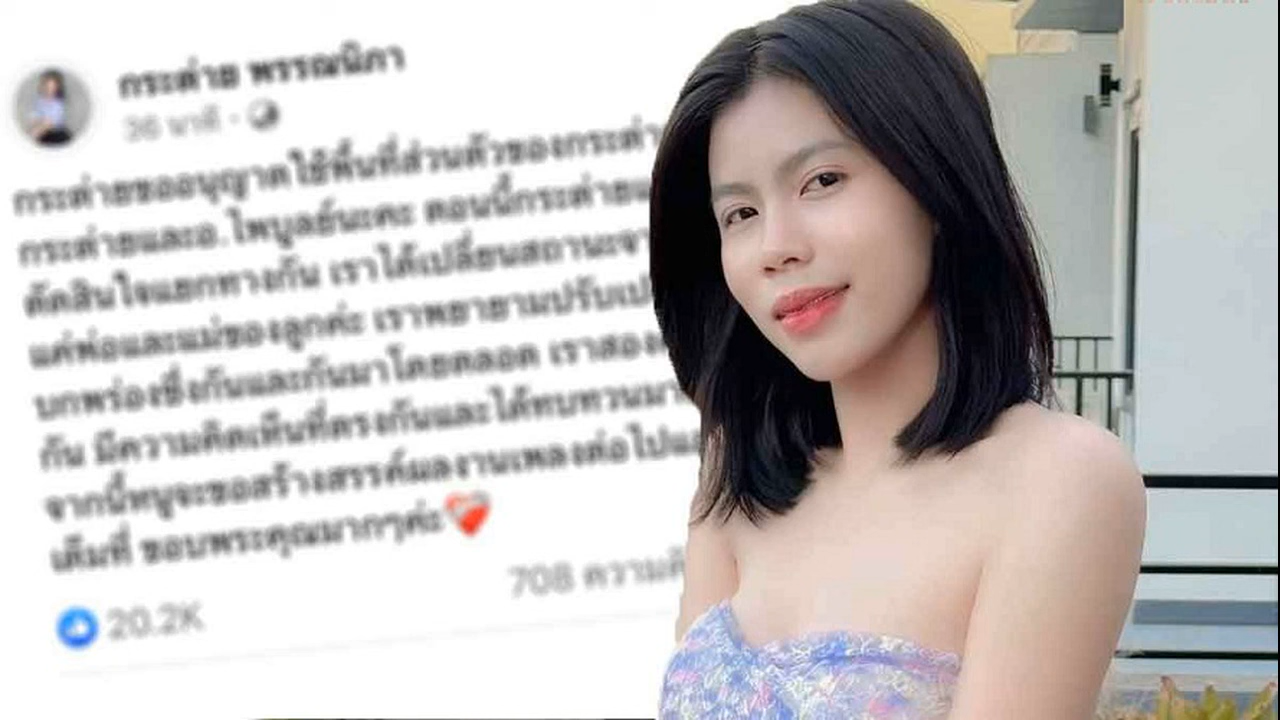 กระต่าย พรรณนิภา
36 นาที ·
กระต่ายขออนุญาตใช้พื้นที่ส่วนตัวของกระต่าย
กระต่ายและอ.ไพบูลย์นะคะ ตอนนี้กระต่ายแ
ตัดสินใจแยกทางกัน เราได้เปลี่ยนสถานะจา
แค่พ่อและแม่ของลูกค่ะ เราพยายามปรับเป
บกพร่องซึ่งกันและกันมาโดยตลอด เราสอง
กัน มีความคิดเห็นที่ตรงกันและได้ทบทวนมา
จากนี้หนูจะขอสร้างสรรค์ผลงานเพลงต่อไปแ
เต็มที่ ขอบพระคุณมากๆค่ะ❤️‍🩹
708 ความคิ
20.2K